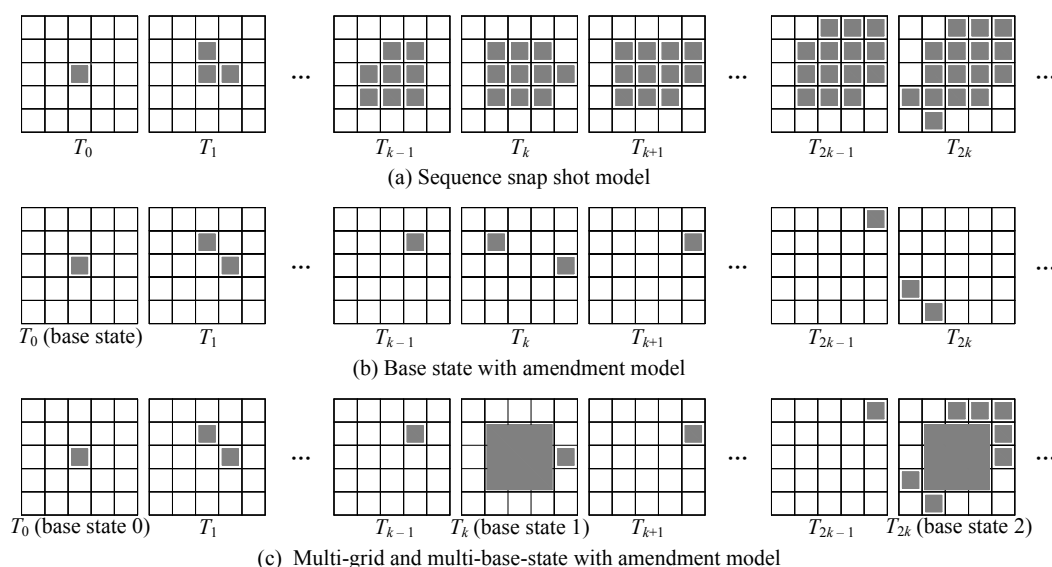 ... ... ...
T0 T1 Tk−1 Tk Tk+1 T2k−1 T2k
(a) Sequence snap shot model
... ... ...
T0 (base state) T1 Tk−1 Tk Tk+1 T2k−1 T2k
(b) Base state with amendment model
... ... ...
T0 (base state 0) T1 Tk−1 Tk (base state 1) Tk+1 T2k−1 T2k (base state 2)
(c) Multi-grid and multi-base-state with amendment model